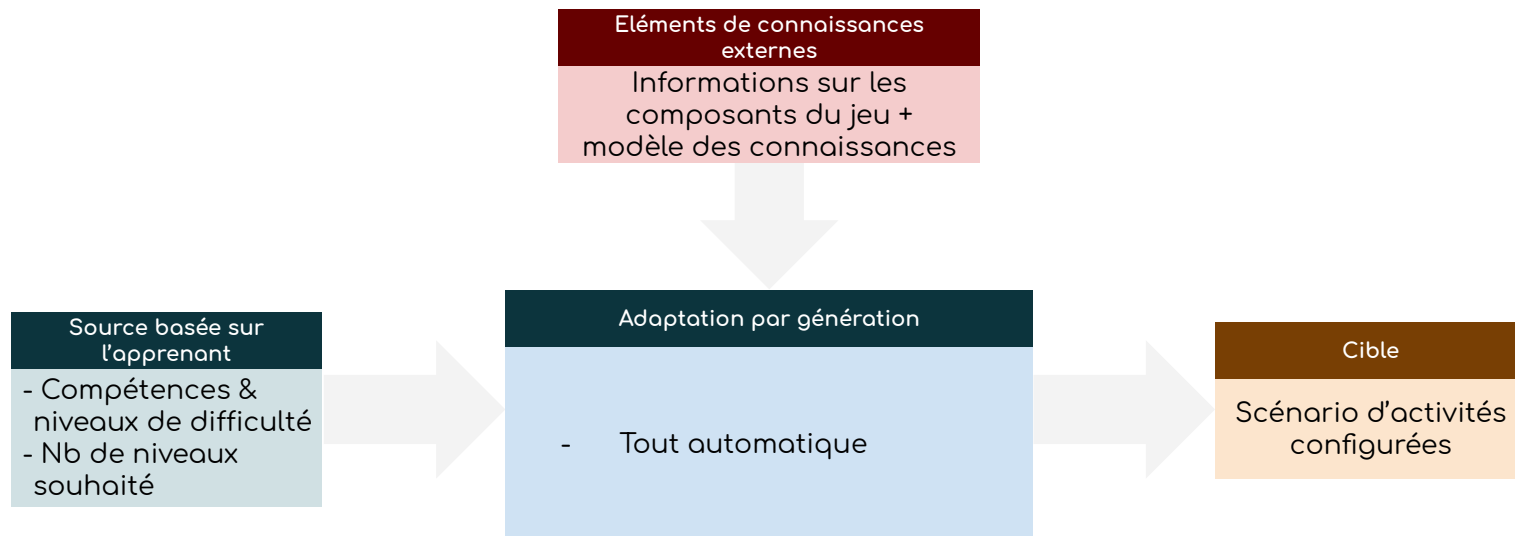 Eléments de connaissances
externes
Informations sur les
composants du jeu +
modèle des connaissances
Source basée sur
l'apprenant
- Compétences &
niveaux de difficulté
- Nb de niveaux
souhaité
Adaptation par génération
- Tout automatique
Cible
Scénario d'activités
configurées